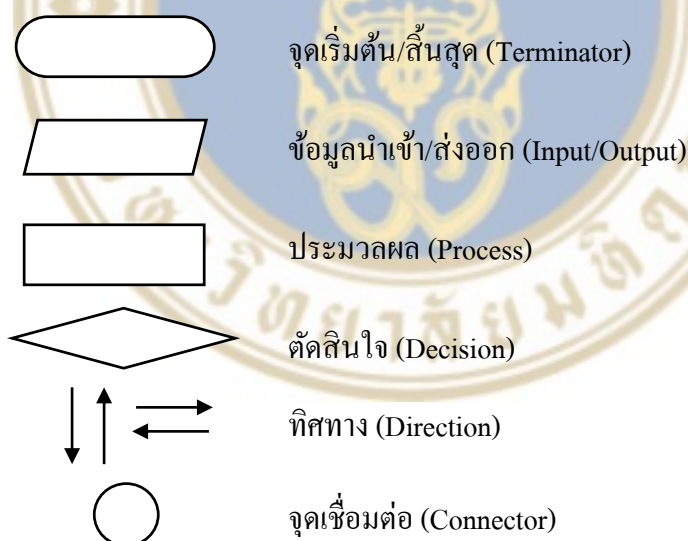 จุดเริ่มต้น/สิ้นสุด (Terminator)
ข้อมูลนำเข้า/ส่งออก (Input/Output)
ประมวลผล (Process)
ตัดสินใจ (Decision)
ทิศทาง (Direction)
จุดเชื่อมต่อ (Connector)